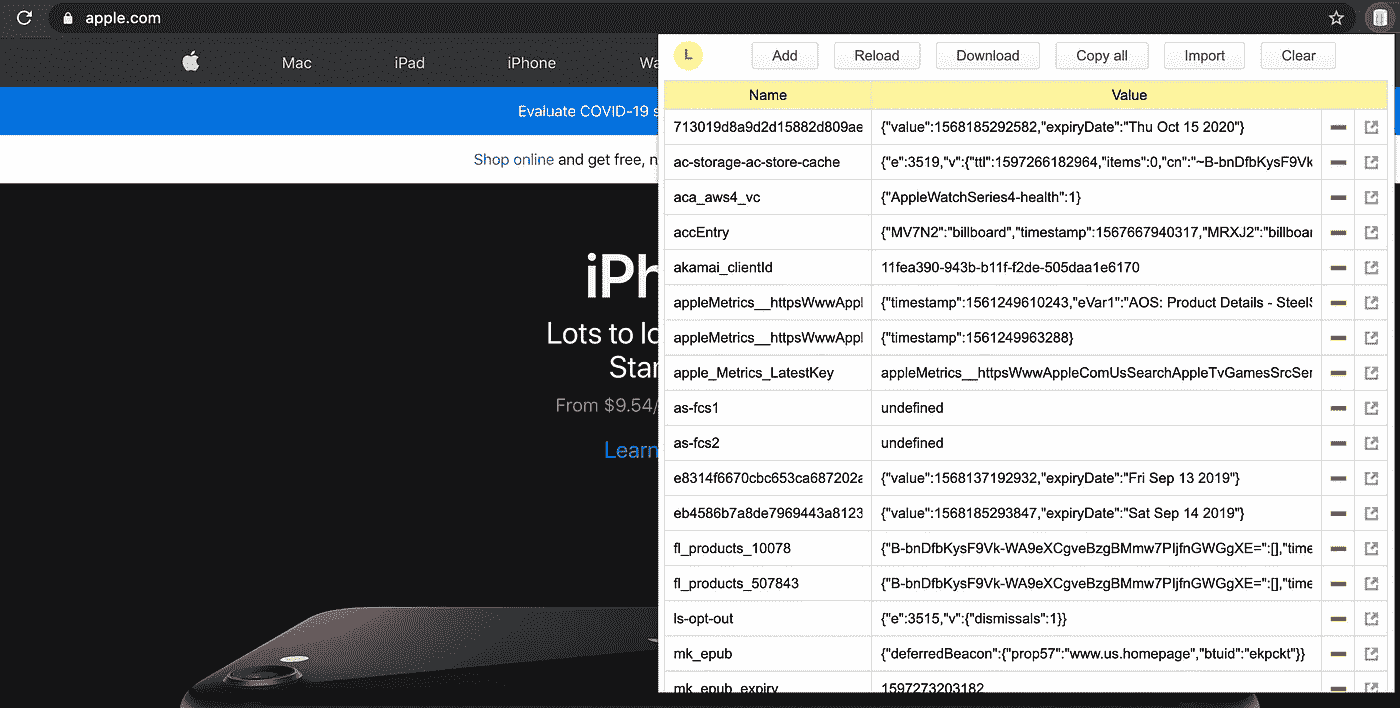 apple.com
Mac iPad iPhone
Evaluate COVID-19 s
Shop online and get free, n
iPh
Lots to lo
Star
From $9.54/
Learn
L
Add Reload Download Copy all Import Clear
Name Value
713019d8a9d2d15882d809ae {"value":1568185292582,"expiryDate":"Thu Oct 15 2020"}
ac-storage-ac-store-cache {"e":3519,"v":{"ttl":1597266182964,"items":0,"cn":"~B-bnDfbKysF9Vk
aca_aws4_vc {"AppleWatchSeries4-health":1}
accEntry {"MV7N2":"billboard","timestamp":1567667940317,"MRXJ2":"billboar
akamai_clientId 11fea390-943b-b11f-f2de-505daa1e6170
appleMetrics__httpsWwwAppl {"timestamp":1561249610243,"eVar1":"AOS: Product Details - SteelS
appleMetrics__httpsWwwAppl {"timestamp":1561249963288}
apple_Metrics_LatestKey appleMetrics__httpsWwwAppleComUsSearchAppleTvGamesSrcSer
as-fcs1 undefined
as-fcs2 undefined
e8314f6670cbc653ca687202a {"value":1568137192932,"expiryDate":"Fri Sep 13 2019"}
eb4586b7a8de7969443a8123 {"value":1568185293847,"expiryDate":"Sat Sep 14 2019"}
fl_products_10078 {"B-bnDfbKysF9Vk-WA9eXCgveBzgBMmw7PIjfnGWGgXE=":[],"time
fl_products_507843 {"B-bnDfbKysF9Vk-WA9eXCgveBzgBMmw7PIjfnGWGgXE=":[],"time
ls-opt-out {"e":3515,"v":{"dismissals":1}}
mk_epub {"deferredBeacon":{"prop57":"www.us.homepage","btuid":"ekpckt"}}
mk_epub_expiry 1597273203182